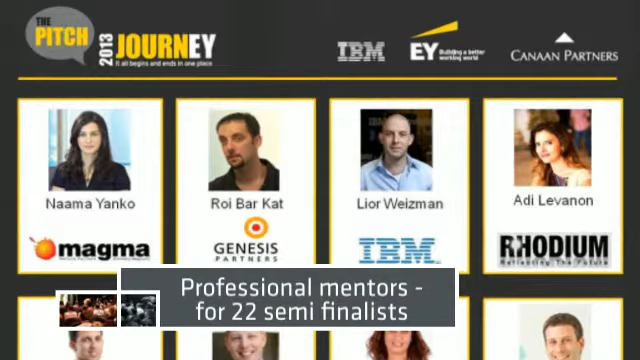 THE
PITCH
2013
JOURNEY
It all begins and ends in one place
IBM
EY
Building a better
working world
CANAAN PARTNERS
Naama Yanko
Roi Bar Kat
Lior Weizman
Adi Levanon
magma
GENESIS
PARTNERS
IBM
RHODIUM
Reflecting The Future
Professional mentors -
for 22 semi finalists